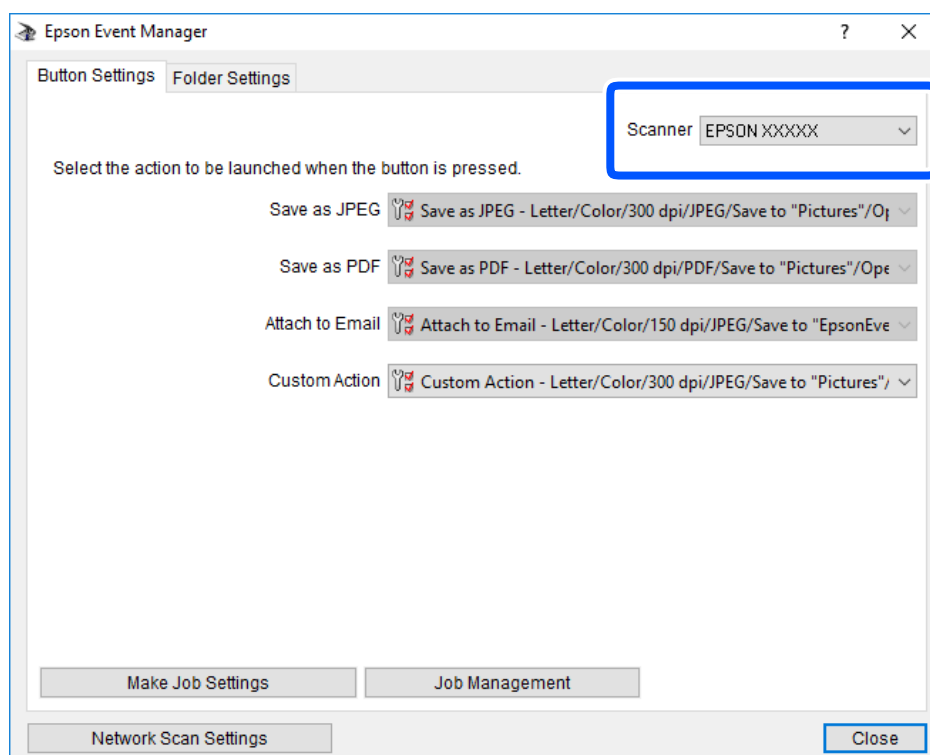 Epson Event Manager
Button Settings Folder Settings
Scanner EPSON XXXXX
Select the action to be launched when the button is pressed.
Save as JPEG Save as JPEG - Letter/Color/300 dpi/JPEG/Save to "Pictures"/Op
Save as PDF Save as PDF - Letter/Color/300 dpi/PDF/Save to "Pictures"/Ope
Attach to Email Attach to Email - Letter/Color/150 dpi/JPEG/Save to "EpsonEve
Custom Action Custom Action - Letter/Color/300 dpi/JPEG/Save to "Pictures"/
Make Job Settings Job Management
Network Scan Settings Close